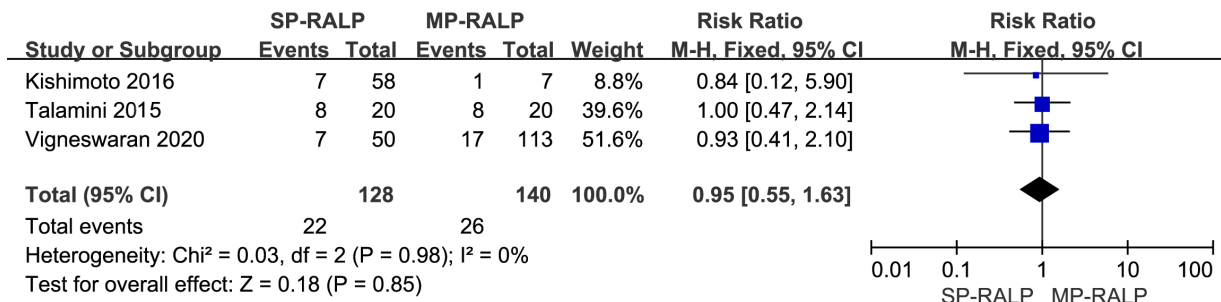 SP-RALP MP-RALP Risk Ratio Risk Ratio
Study or Subgroup Events Total Events Total Weight M-H, Fixed, 95% CI M-H, Fixed, 95% CI
Kishimoto 2016 7 58 1 7 8.8% 0.84 [0.12, 5.90]
Talamini 2015 8 20 8 20 39.6% 1.00 [0.47, 2.14]
Vigneswaran 2020 7 50 17 113 51.6% 0.93 [0.41, 2.10]
Total (95% CI) 128 140 100.0% 0.95 [0.55, 1.63]
Total events 22 26
Heterogeneity: Chi² = 0.03, df = 2 (P = 0.98); I² = 0%
Test for overall effect: Z = 0.18 (P = 0.85)
0.01 0.1 1 10 100
SP-RALP MP-RALP